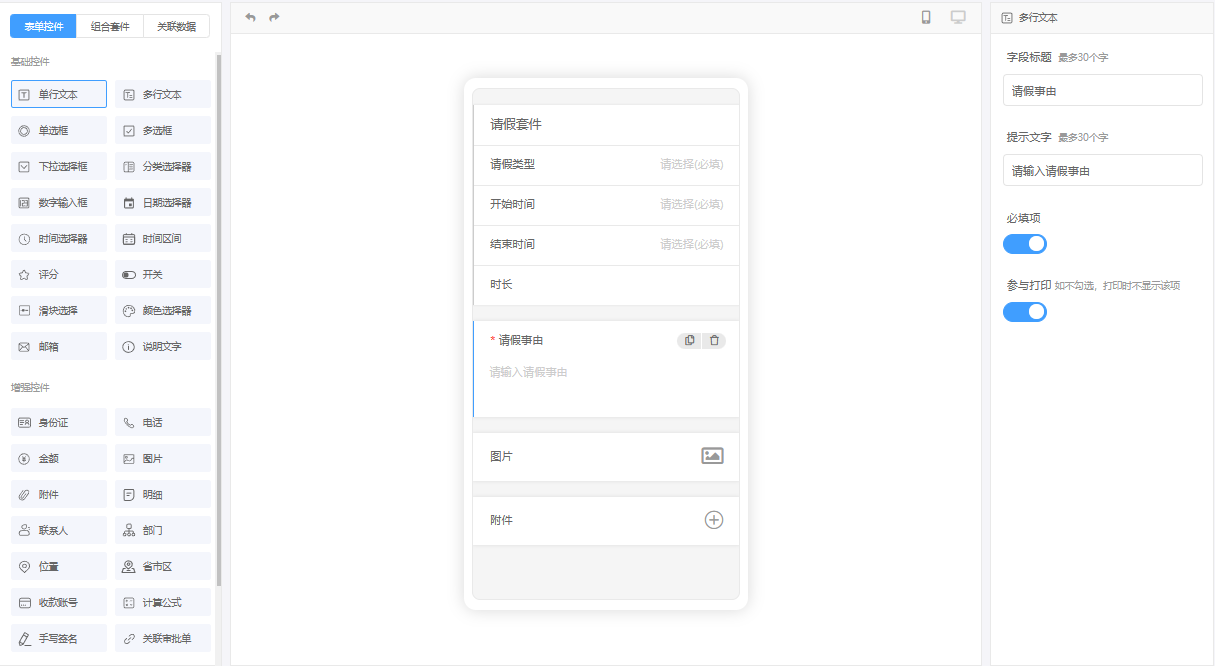 表单控件 组合套件 关联数据
基础控件
单行文本 多行文本
单选框 多选框
下拉选择框 分类选择器
数字输入框 日期选择器
时间选择器 时间区间
评分 开关
滑块选择 颜色选择器
邮箱 说明文字
增强控件
身份证 电话
金额 图片
附件 明细
联系人 部门
位置 省市区
收款账号 计算公式
手写签名 关联审批单
请假套件
请假类型 请选择(必填)
开始时间 请选择(必填)
结束时间 请选择(必填)
时长
* 请假事由
请输入请假事由
图片
附件
多行文本
字段标题 最多30个字
请假事由
提示文字 最多30个字
请输入请假事由
必填项
参与打印 如不勾选，打印时不显示该项